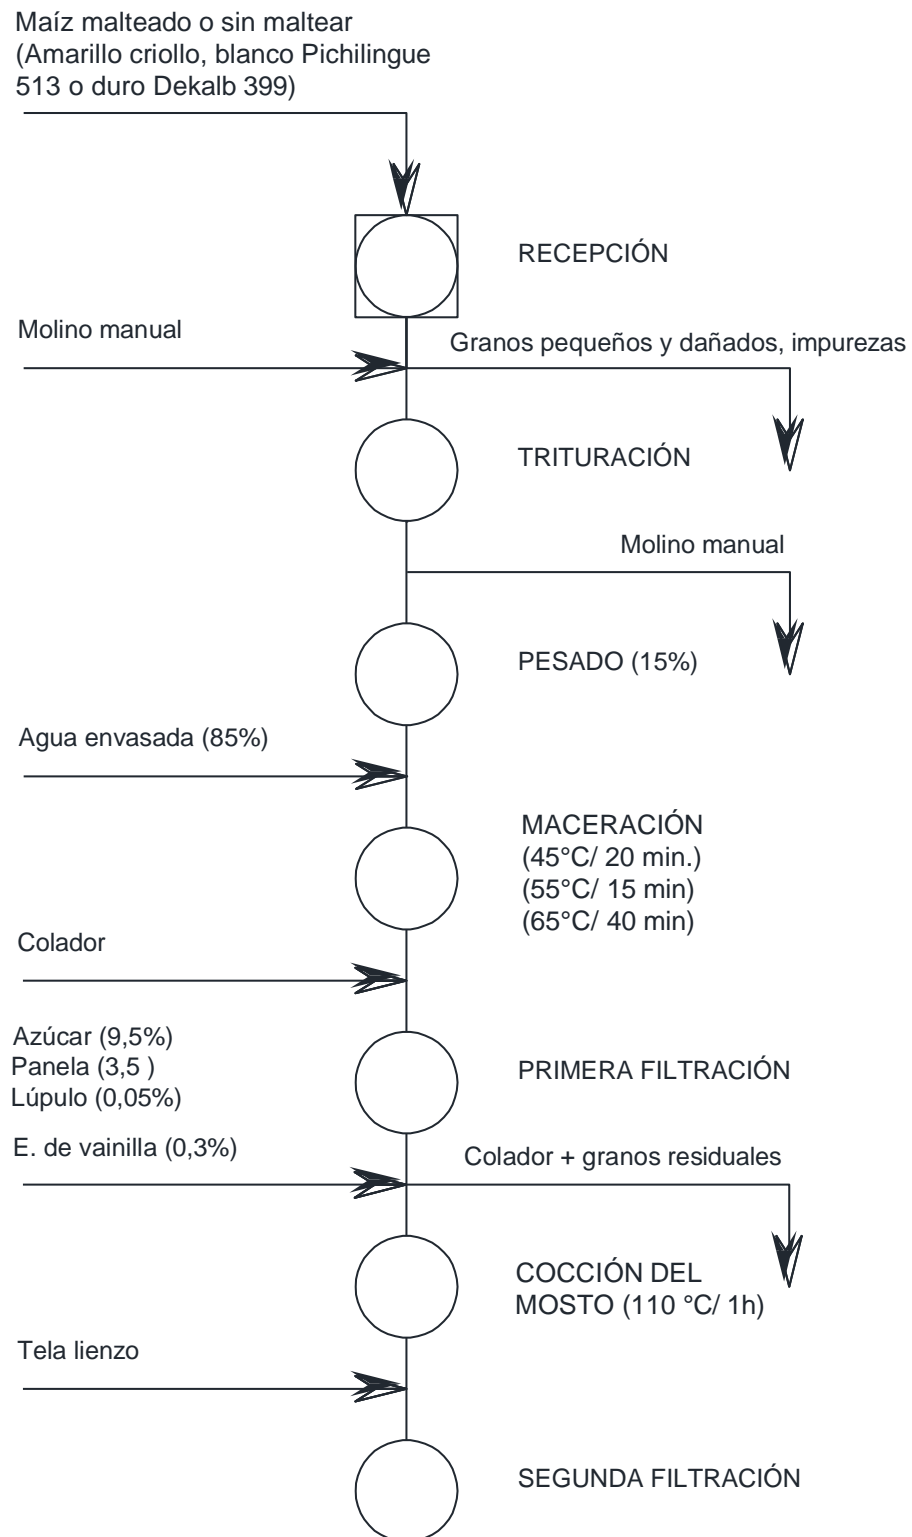 Maíz malteado o sin maltear
(Amarillo criollo, blanco Pichilingue
513 o duro Dekalb 399)
RECEPCIÓN
Molino manual
Granos pequeños y dañados, impurezas
TRITURACIÓN
Molino manual
PESADO (15%)
Agua envasada (85%)
MACERACIÓN
(45°C/ 20 min.)
(55°C/ 15 min)
(65°C/ 40 min)
Colador
Azúcar (9,5%)
Panela (3,5 )
Lúpulo (0,05%)
PRIMERA FILTRACIÓN
E. de vainilla (0,3%)
Colador + granos residuales
COCCIÓN DEL
MOSTO (110 °C/ 1h)
Tela lienzo
SEGUNDA FILTRACIÓN